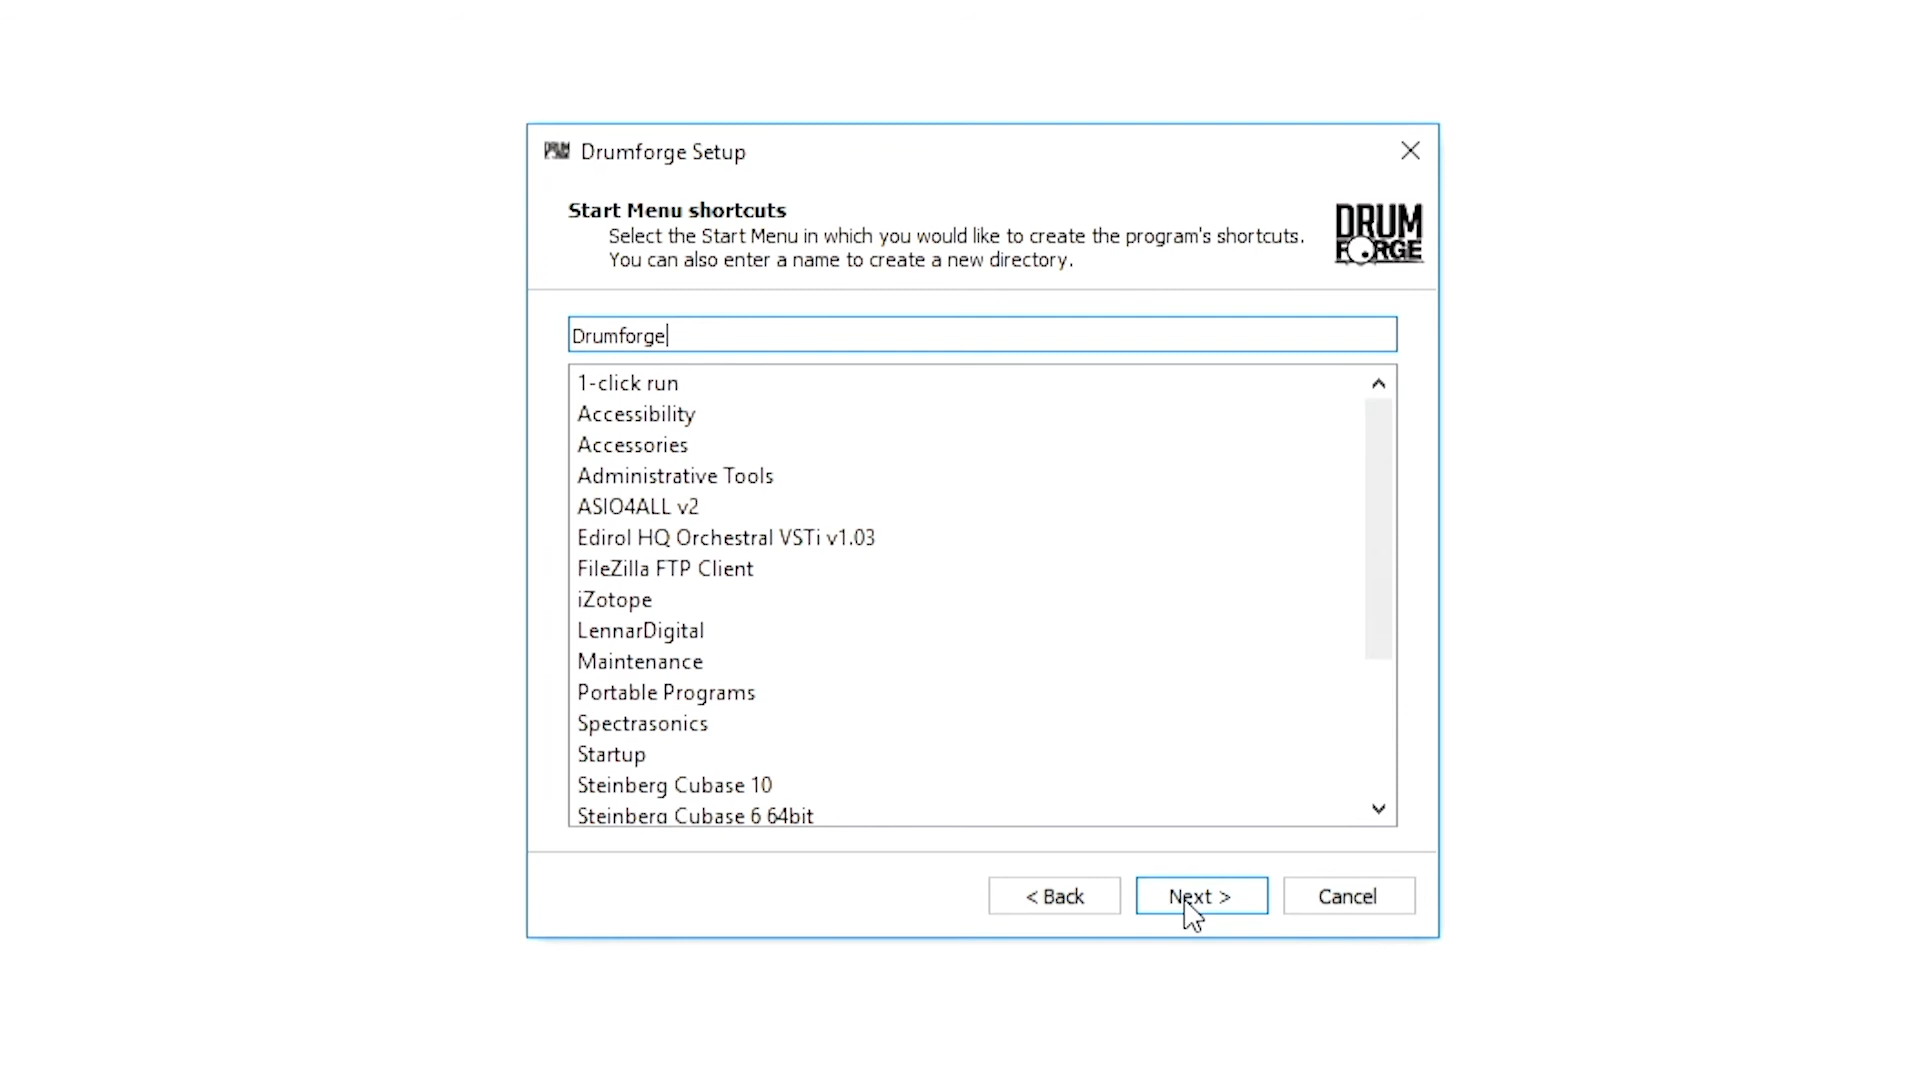 Drumforge Setup
Start Menu shortcuts
Select the Start Menu in which you would like to create the program's shortcuts.
You can also enter a name to create a new directory.
DRUM
FORGE
Drumforge
1-click run
Accessibility
Accessories
Administrative Tools
ASIO4ALL v2
Edirol HQ Orchestral VSTi v1.03
FileZilla FTP Client
iZotope
LennarDigital
Maintenance
Portable Programs
Spectrasonics
Startup
Steinberg Cubase 10
Steinberg Cubase 6 64bit
< Back
Next >
Cancel